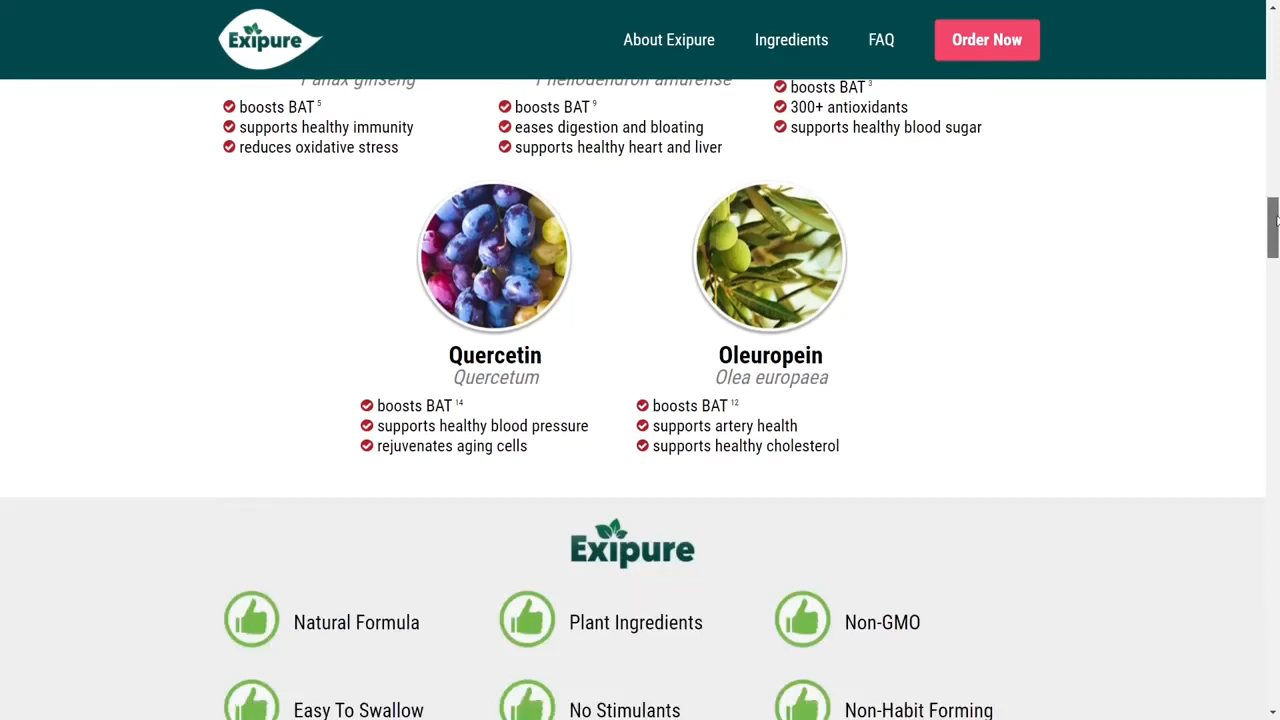 Exipure
About Exipure
Ingredients
FAQ
Order Now
Panax ginseng
Phellodendron amurense
boosts BAT 5
supports healthy immunity
reduces oxidative stress
boosts BAT 9
eases digestion and bloating
supports healthy heart and liver
boosts BAT 3
300+ antioxidants
supports healthy blood sugar
Quercetin
Quercetum
boosts BAT 14
supports healthy blood pressure
rejuvenates aging cells
Oleuropein
Olea europaea
boosts BAT 12
supports artery health
supports healthy cholesterol
Exipure
Natural Formula
Plant Ingredients
Non-GMO
Easy To Swallow
No Stimulants
Non-Habit Forming